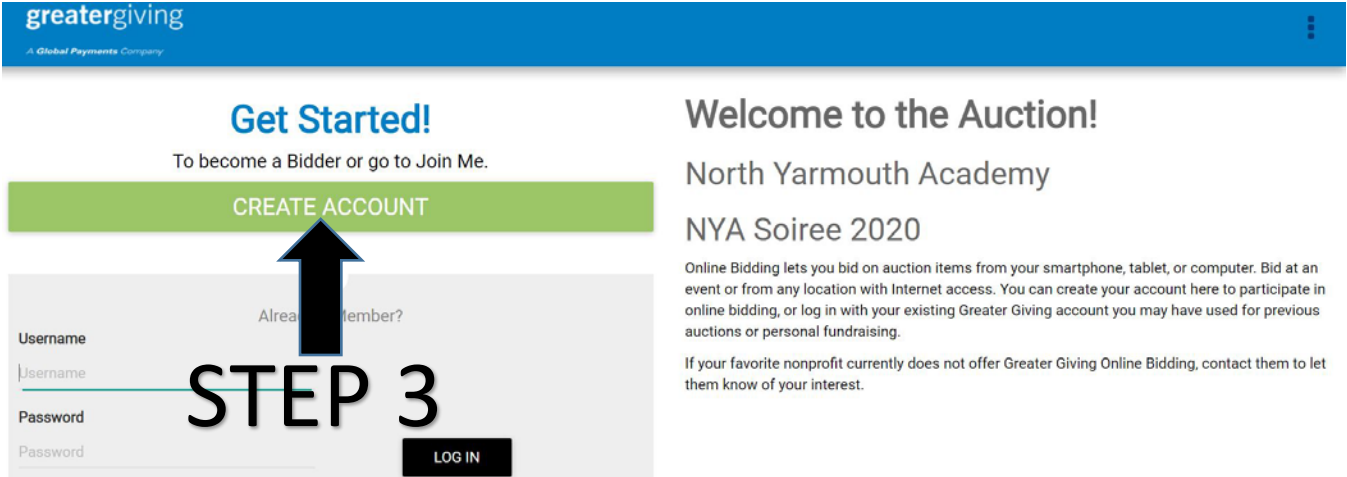 greatergiving
A Global Payments Company
Get Started!
To become a Bidder or go to Join Me.
CREATE ACCOUNT
Member?
Username
Username
STEP 3
Password
Password
LOG IN
Welcome to the Auction!
North Yarmouth Academy
NYA Soiree 2020
Online Bidding lets you bid on auction items from your smartphone, tablet, or computer. Bid at an
event or from any location with Internet access. You can create your account here to participate in
online bidding, or log in with your existing Greater Giving account you may have used for previous
auctions or personal fundraising.
If your favorite nonprofit currently does not offer Greater Giving Online Bidding, contact them to let
them know of your interest.